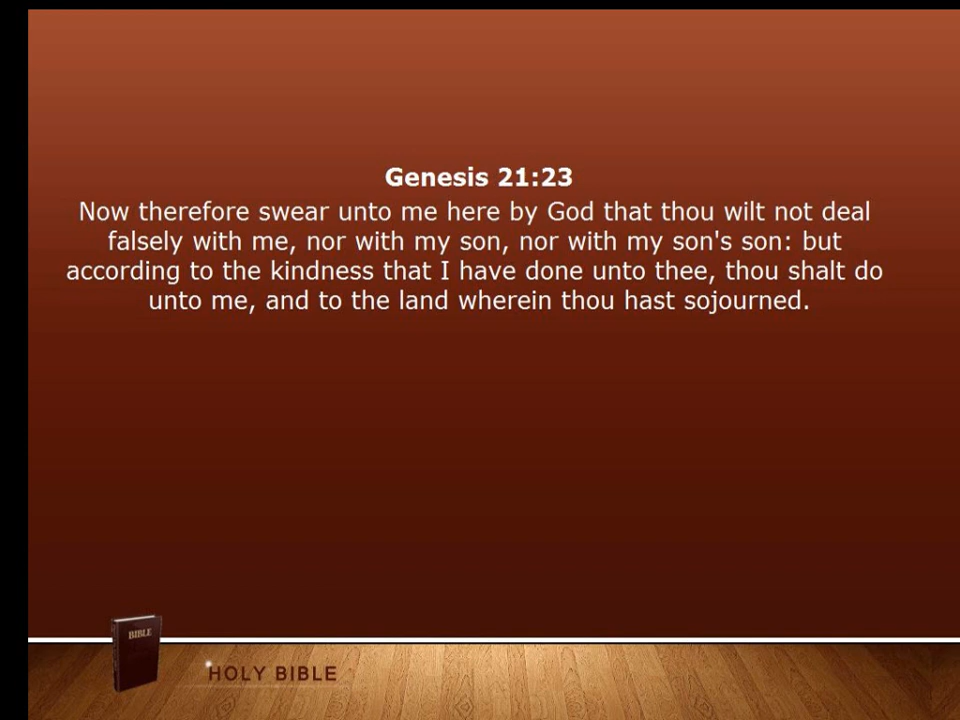 Genesis 21:23
Now therefore swear unto me here by God that thou wilt not deal
falsely with me, nor with my son, nor with my son's son: but
according to the kindness that I have done unto thee, thou shalt do
unto me, and to the land wherein thou hast sojourned.
BIBLE
HOLY BIBLE